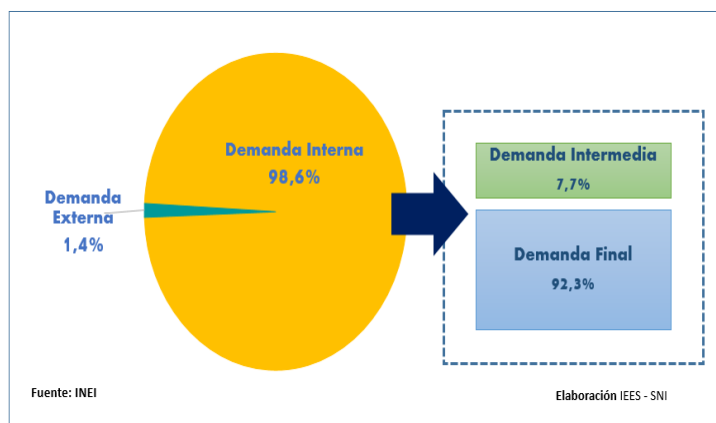 Demanda Interna
98,6%
Demanda
Externa
1,4%
Demanda Intermedia
7,7%
Demanda Final
92,3%
Fuente: INEI
Elaboración IEES - SNI